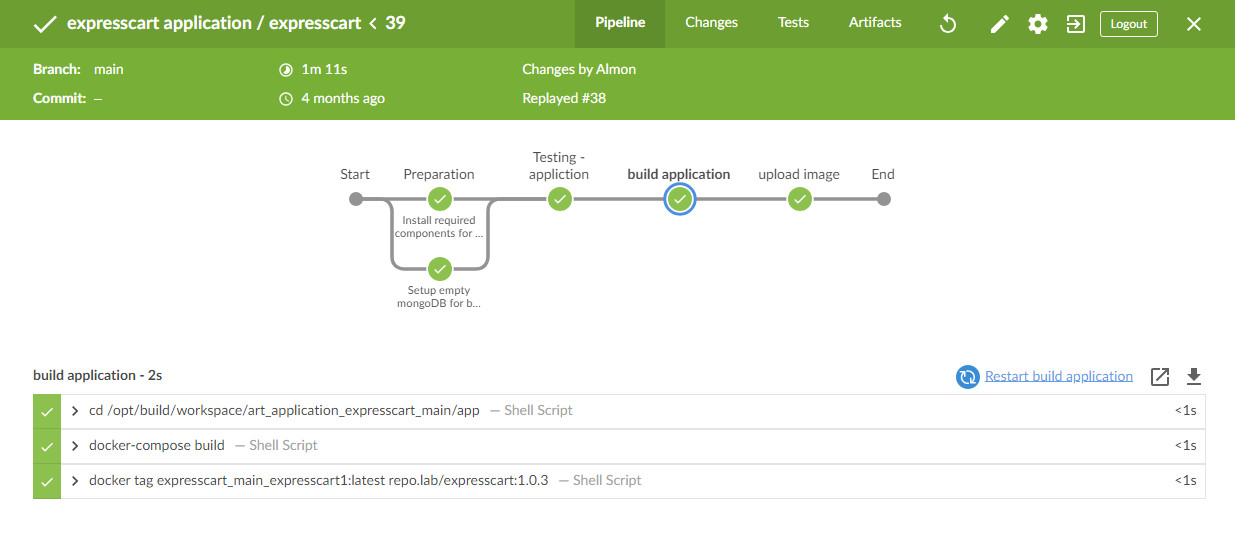 expresscart application / expresscart < 39
Pipeline
Changes
Tests
Artifacts
Logout
Branch: main
1m 11s
Changes by Almon
Commit: –
4 months ago
Replayed #38
Start
Preparation
Testing -
appliction
build application
upload image
End
Install required
components for ...
Setup empty
mongoDB for b...
build application - 2s
Restart build application
cd /opt/build/workspace/art_application_expresscart_main/app — Shell Script <1s
docker-compose build — Shell Script <1s
docker tag expresscart_main_expresscart1:latest repo.lab/expresscart:1.0.3 — Shell Script <1s